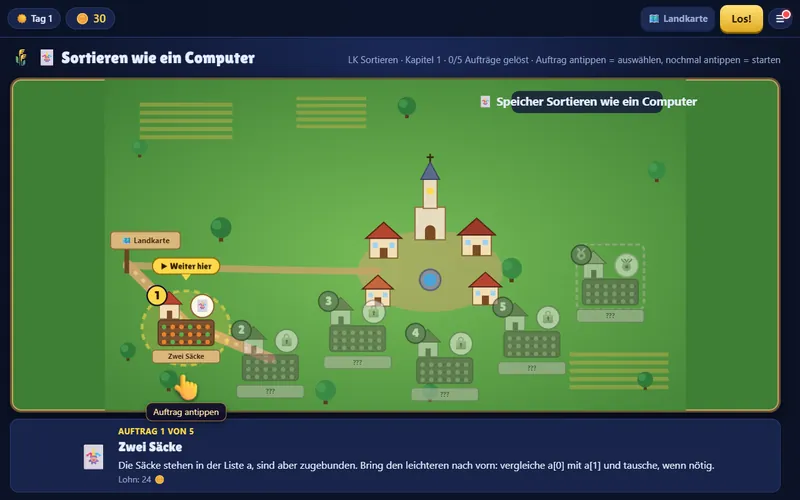 Tag 1
30
Landkarte
Los!
Sortieren wie ein Computer
LK Sortieren · Kapitel 1 · 0/5 Aufträge gelöst · Auftrag antippen = auswählen, nochmal antippen = starten
Speicher Sortieren wie ein Computer
Landkarte
▶ Weiter hier
1
Zwei Säcke
2
???
3
???
4
???
5
???
???
Auftrag antippen
AUFTRAG 1 VON 5
Zwei Säcke
Die Säcke stehen in der Liste a, sind aber zugebunden. Bring den leichteren nach vorn: vergleiche a[0] mit a[1] und tausche, wenn nötig.
Lohn: 24